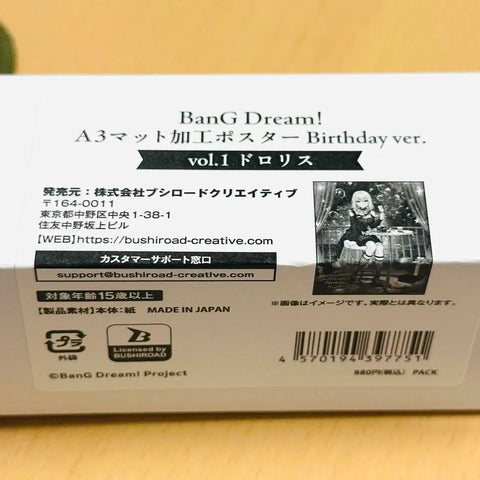 BanG Dream!
A3マット加工ポスター Birthday ver.
vol.1 ドロリス
発売元：株式会社ブシロードクリエイティブ
〒164-0011
東京都中野区中央1-38-1
住友中野坂上ビル
【WEB】https://bushiroad-creative.com
カスタマーサポート窓口
support@bushiroad-creative.com
※画像はイメージです。実際とは異なります。
対象年齢15歳以上
【製品素材】本体：紙 MADE IN JAPAN
プラ
外袋
B
Licensed by
BUSHIROAD
4 570194 397751
©BanG Dream! Project
880円(税込) PACK